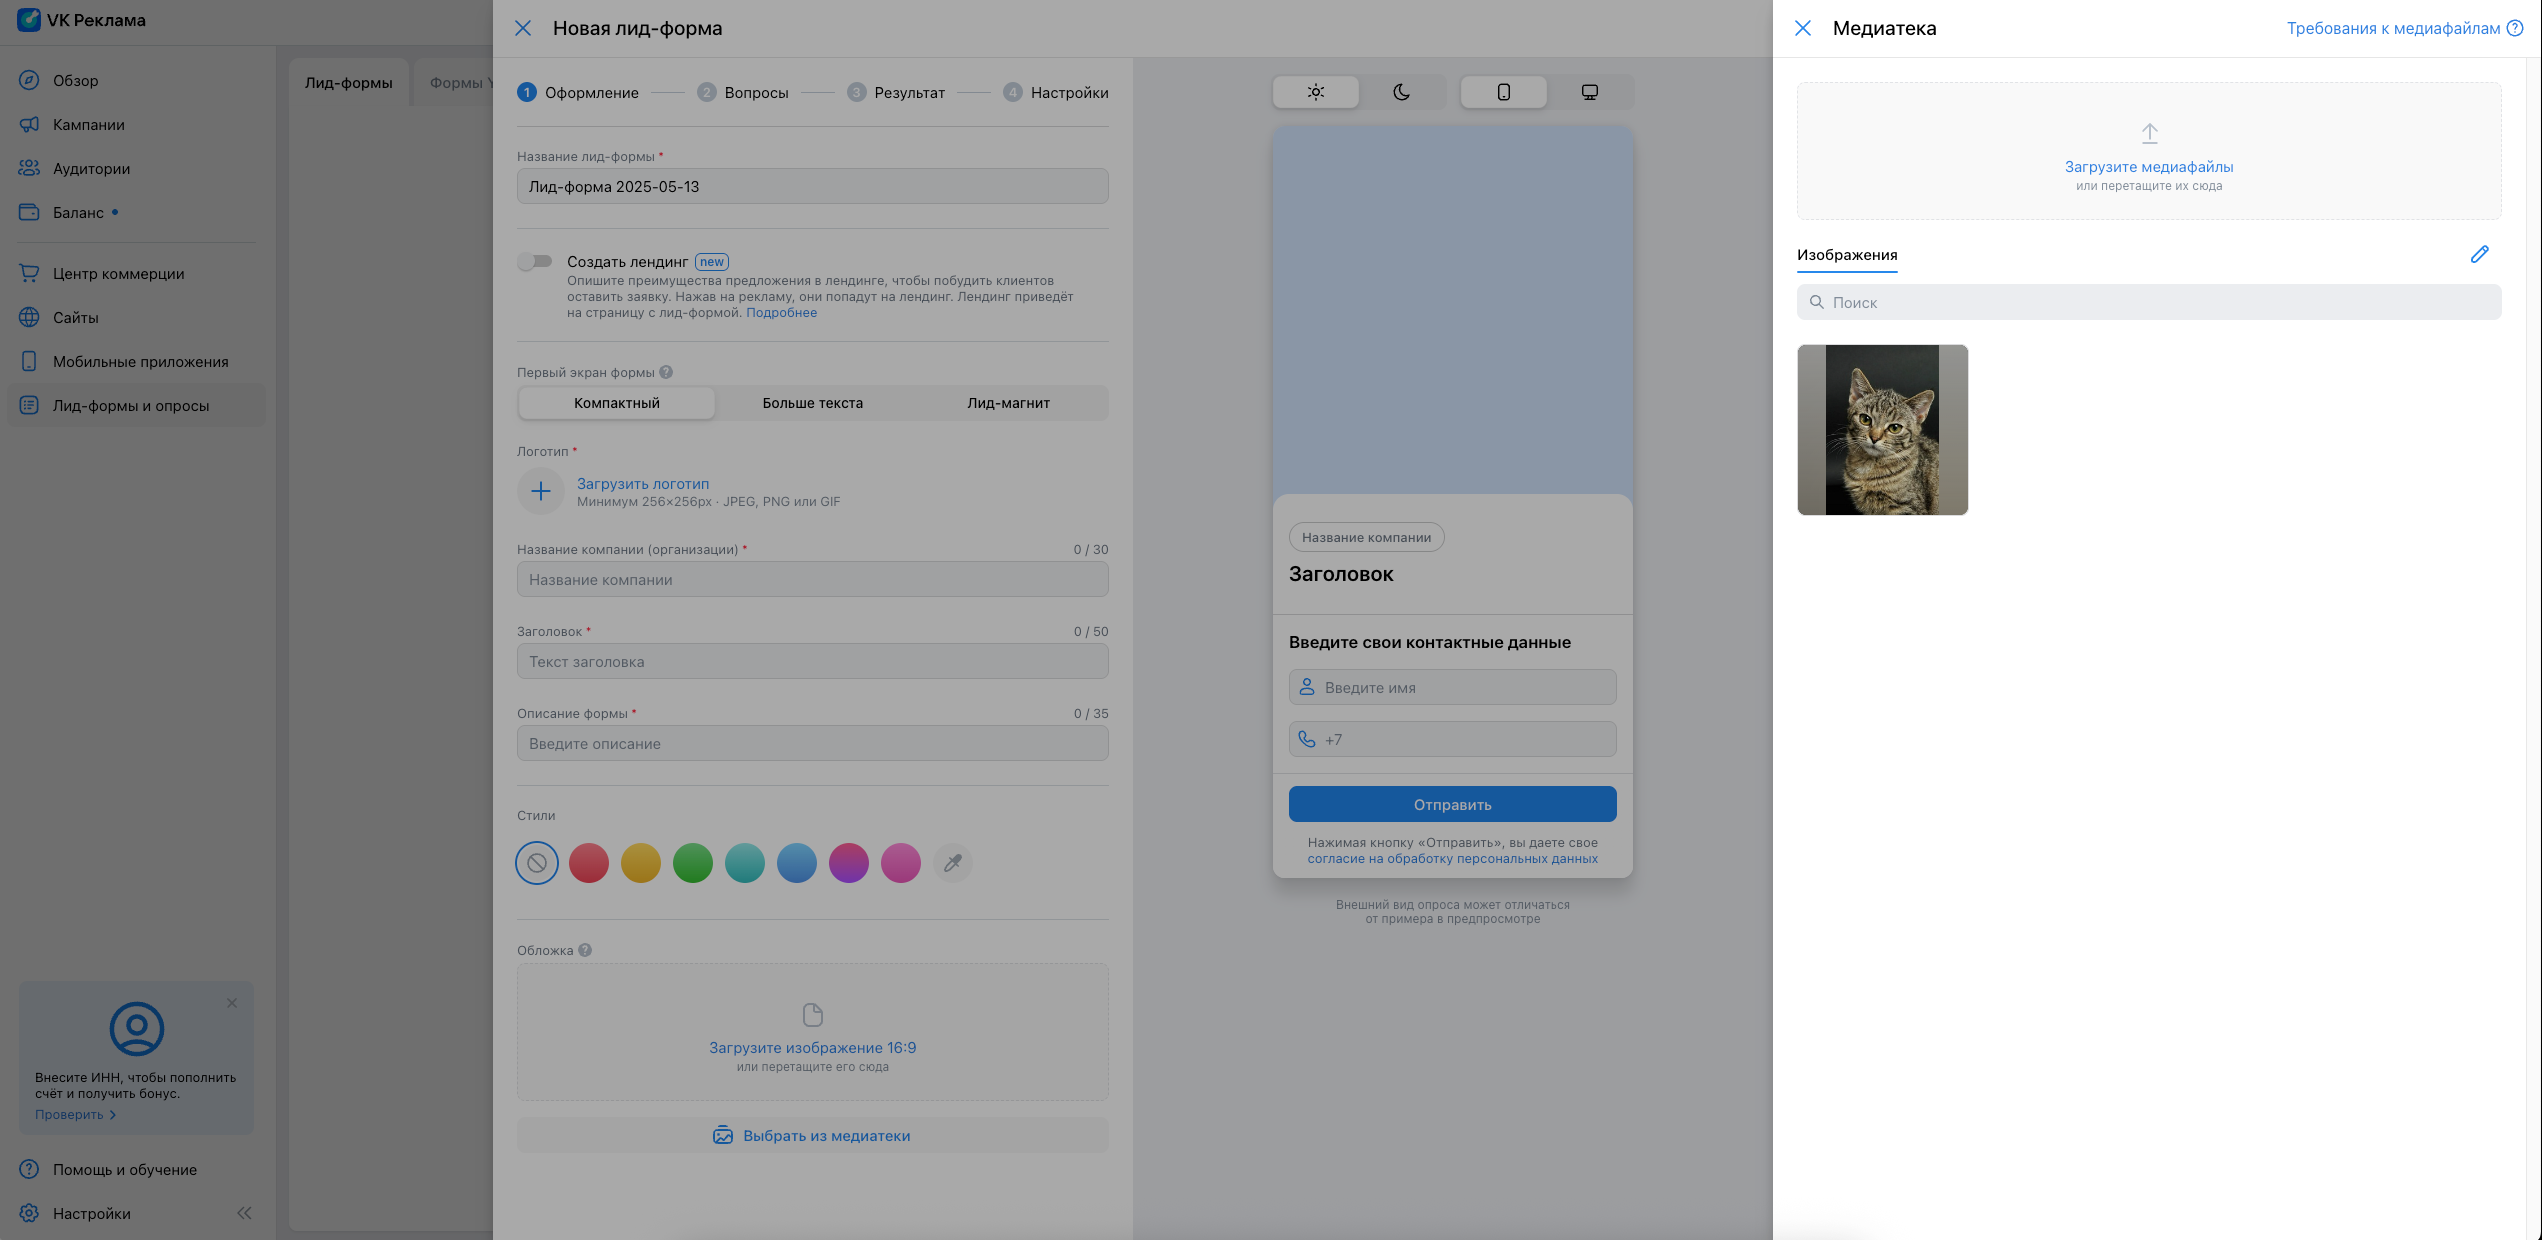 VK Реклама
Обзор
Кампании
Аудитории
Баланс
Центр коммерции
Сайты
Мобильные приложения
Лид-формы и опросы
Внесите ИНН, чтобы пополнить
счёт и получить бонус.
Проверить
Помощь и обучение
Настройки
Лид-формы
Формы
Новая лид-форма
1 Оформление
2 Вопросы
3 Результат
4 Настройки
Название лид-формы *
Лид-форма 2025-05-13
Создать лендинг new
Опишите преимущества предложения в лендинге, чтобы побудить клиентов
оставить заявку. Нажав на рекламу, они попадут на лендинг. Лендинг приведёт
на страницу с лид-формой. Подробнее
Первый экран формы ?
Компактный
Больше текста
Лид-магнит
Логотип *
Загрузить логотип
Минимум 256×256px · JPEG, PNG или GIF
Название компании (организации) * 0 / 30
Название компании
Заголовок * 0 / 50
Текст заголовка
Описание формы * 0 / 35
Введите описание
Стили
Обложка ?
Загрузите изображение 16:9
или перетащите его сюда
Выбрать из медиатеки
Название компании
Заголовок
Введите свои контактные данные
Введите имя
+7
Отправить
Нажимая кнопку «Отправить», вы даете свое
согласие на обработку персональных данных
Внешний вид опроса может отличаться
от примера в предпросмотре
Медиатека
Требования к медиафайлам ?
Загрузите медиафайлы
или перетащите их сюда
Изображения
Поиск